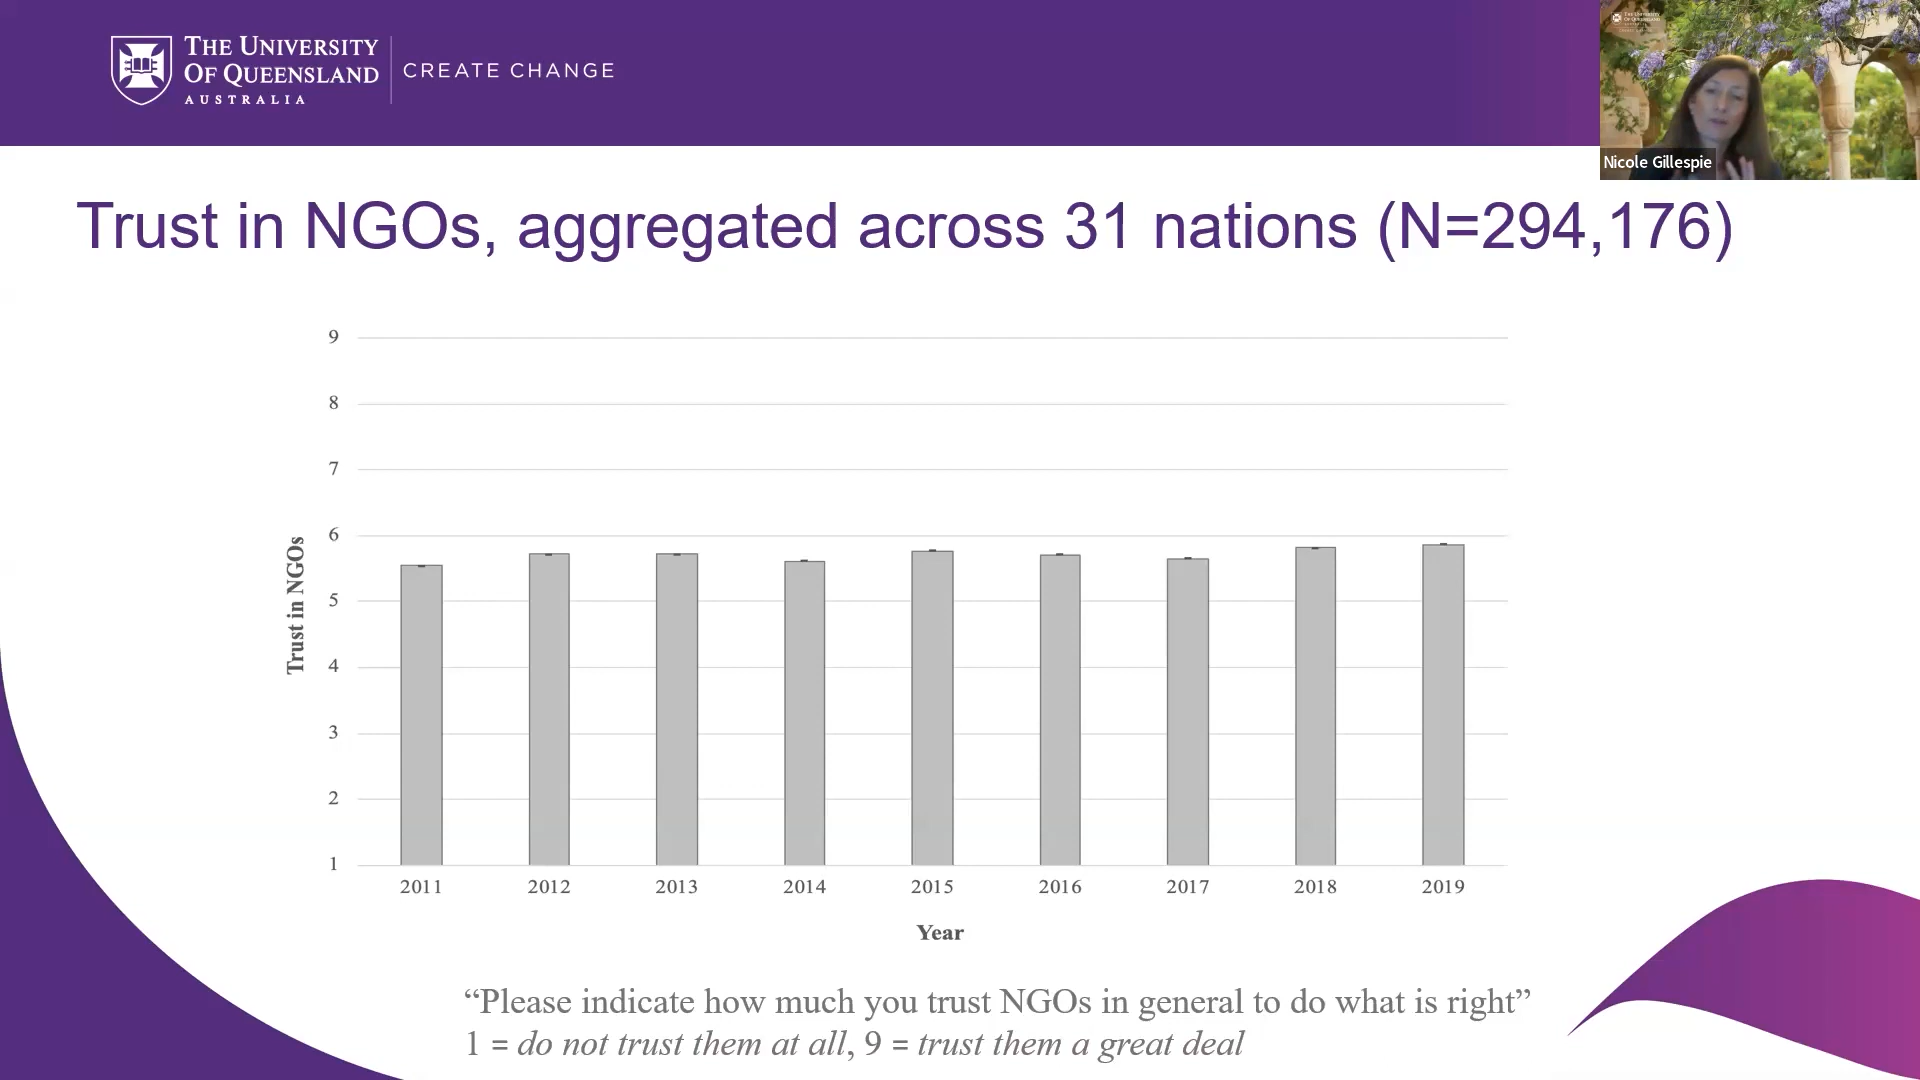 THE UNIVERSITY
OF QUEENSLAND
AUSTRALIA
CREATE CHANGE
Nicole Gillespie
Trust in NGOs, aggregated across 31 nations (N=294,176)
9
8
7
6
5
4
3
2
1
Trust in NGOs
2011 2012 2013 2014 2015 2016 2017 2018 2019
Year
“Please indicate how much you trust NGOs in general to do what is right”
1 = do not trust them at all, 9 = trust them a great deal